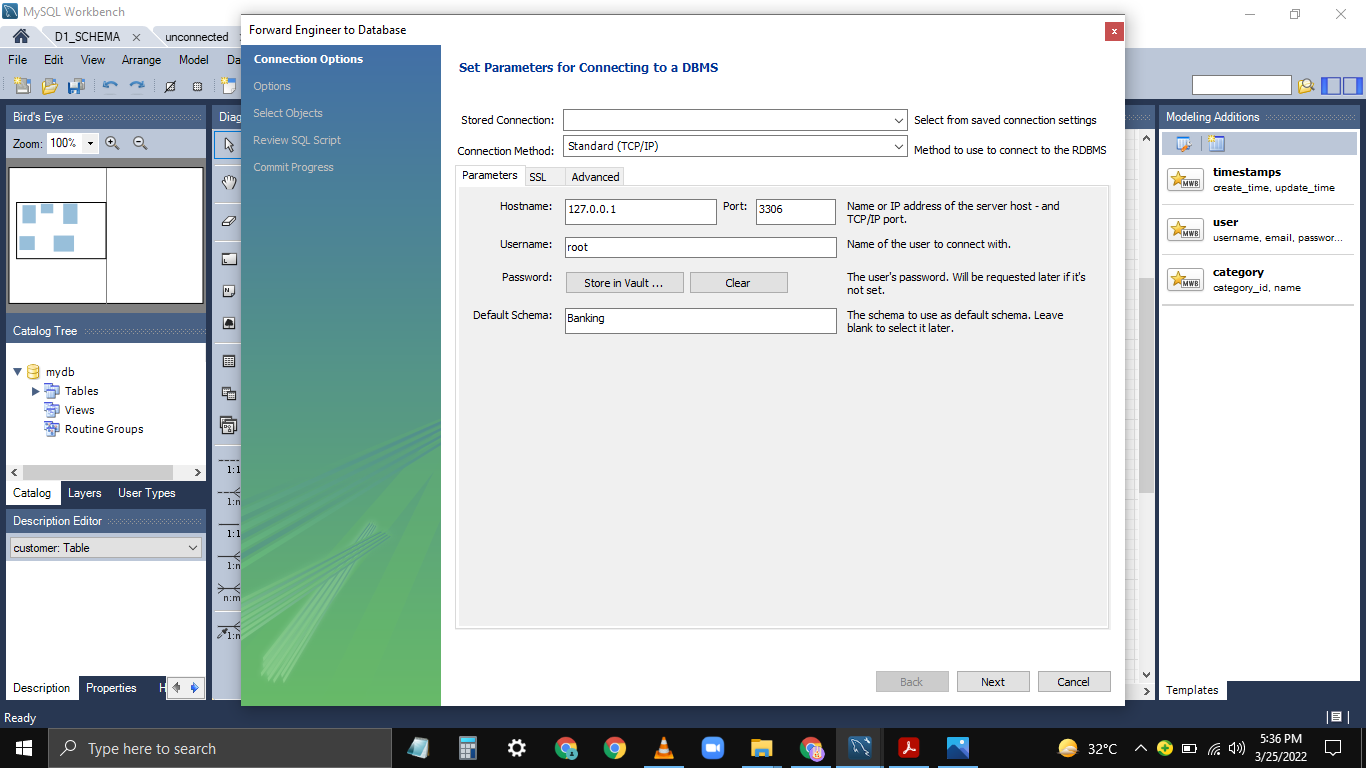 MySQL Workbench
D1_SCHEMA
unconnected
File Edit View Arrange Model Da
Bird's Eye
Zoom: 100%
Catalog Tree
mydb
Tables
Views
Routine Groups
Catalog Layers User Types
Description Editor
customer: Table
Description Properties H
Ready
Diag
1:1
1:n
1:1
1:n
n:m
1:n
Forward Engineer to Database
x
Connection Options
Options
Select Objects
Review SQL Script
Commit Progress
Set Parameters for Connecting to a DBMS
Stored Connection: Select from saved connection settings
Connection Method: Standard (TCP/IP) Method to use to connect to the RDBMS
Parameters SSL Advanced
Hostname: 127.0.0.1 Port: 3306 Name or IP address of the server host - and
TCP/IP port.
Username: root Name of the user to connect with.
Password: Store in Vault ... Clear The user's password. Will be requested later if it's
not set.
Default Schema: Banking The schema to use as default schema. Leave
blank to select it later.
Back Next Cancel
Modeling Additions
MWB
timestamps
create_time, update_time
MWB
user
username, email, passwor...
MWB
category
category_id, name
Templates
Type here to search
32°C
5:36 PM
3/25/2022